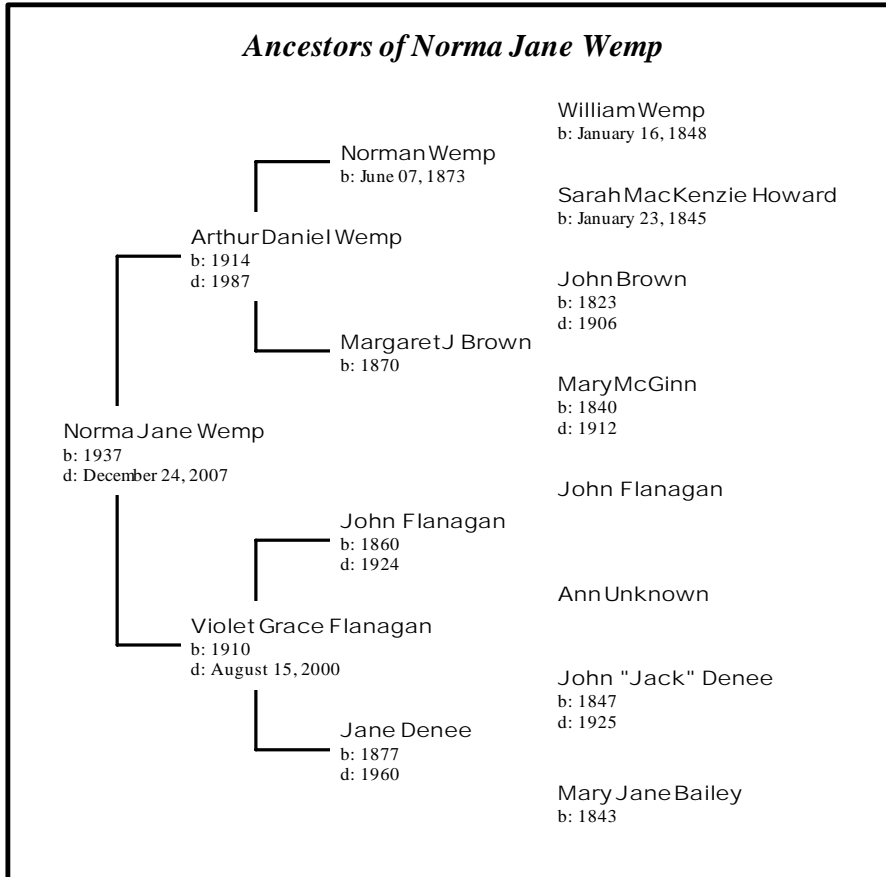 Ancestors of Norma Jane Wemp
William Wemp
b: January 16, 1848
Norman Wemp
b: June 07, 1873
Sarah MacKenzie Howard
b: January 23, 1845
Arthur Daniel Wemp
b: 1914
d: 1987
John Brown
b: 1823
d: 1906
Margaret J Brown
b: 1870
Mary McGinn
b: 1840
d: 1912
Norma Jane Wemp
b: 1937
d: December 24, 2007
John Flanagan
John Flanagan
b: 1860
d: 1924
Ann Unknown
Violet Grace Flanagan
b: 1910
d: August 15, 2000
John "Jack" Denee
b: 1847
d: 1925
Jane Denee
b: 1877
d: 1960
Mary Jane Bailey
b: 1843